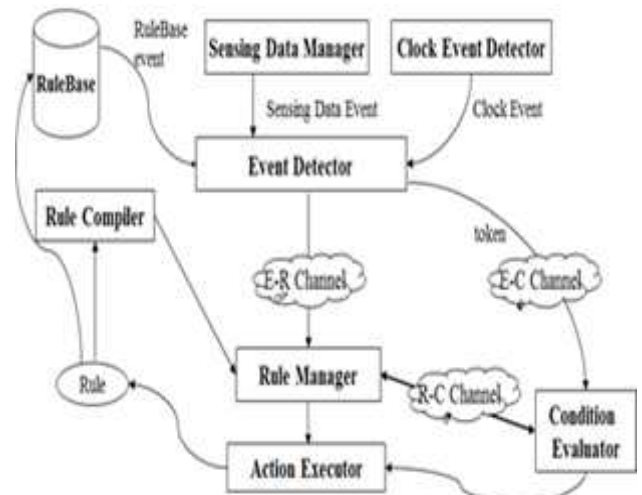 RuleBase
event
Sensing Data Manager
Clock Event Detector
RuleBase
Sensing Data Event
Clock Event
Event Detector
Rule Compiler
token
E-R Channel
E-C Channel
Rule Manager
R-C Channel
Rule
Condition
Evaluator
Action Executor